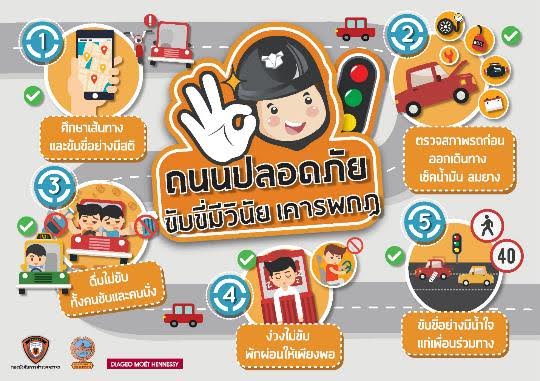 1
ศึกษาเส้นทาง
และขับขี่อย่างมีสติ
2
ตรวจสภาพรถก่อน
ออกเดินทาง
เช็คน้ำมัน ลมยาง
ถนนปลอดภัย
ขับขี่มีวินัย เคารพกฎ
3
ดื่มไม่ขับ
ทั้งคนขับและคนนั่ง
4
ง่วงไม่ขับ
พักผ่อนให้เพียงพอ
5
40
ขับขี่อย่างมีน้ำใจ
แก่เพื่อนร่วมทาง
DIAGEO MOËT HENNESSY